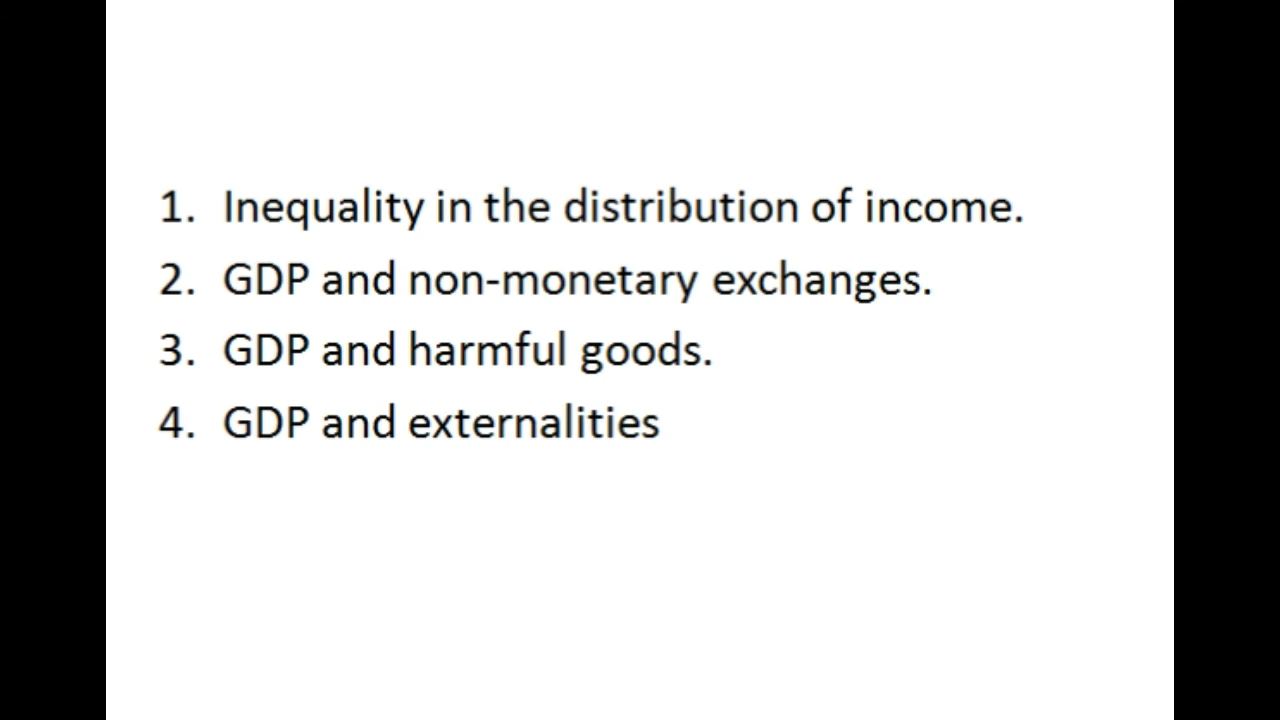 1. Inequality in the distribution of income.
2. GDP and non-monetary exchanges.
3. GDP and harmful goods.
4. GDP and externalities